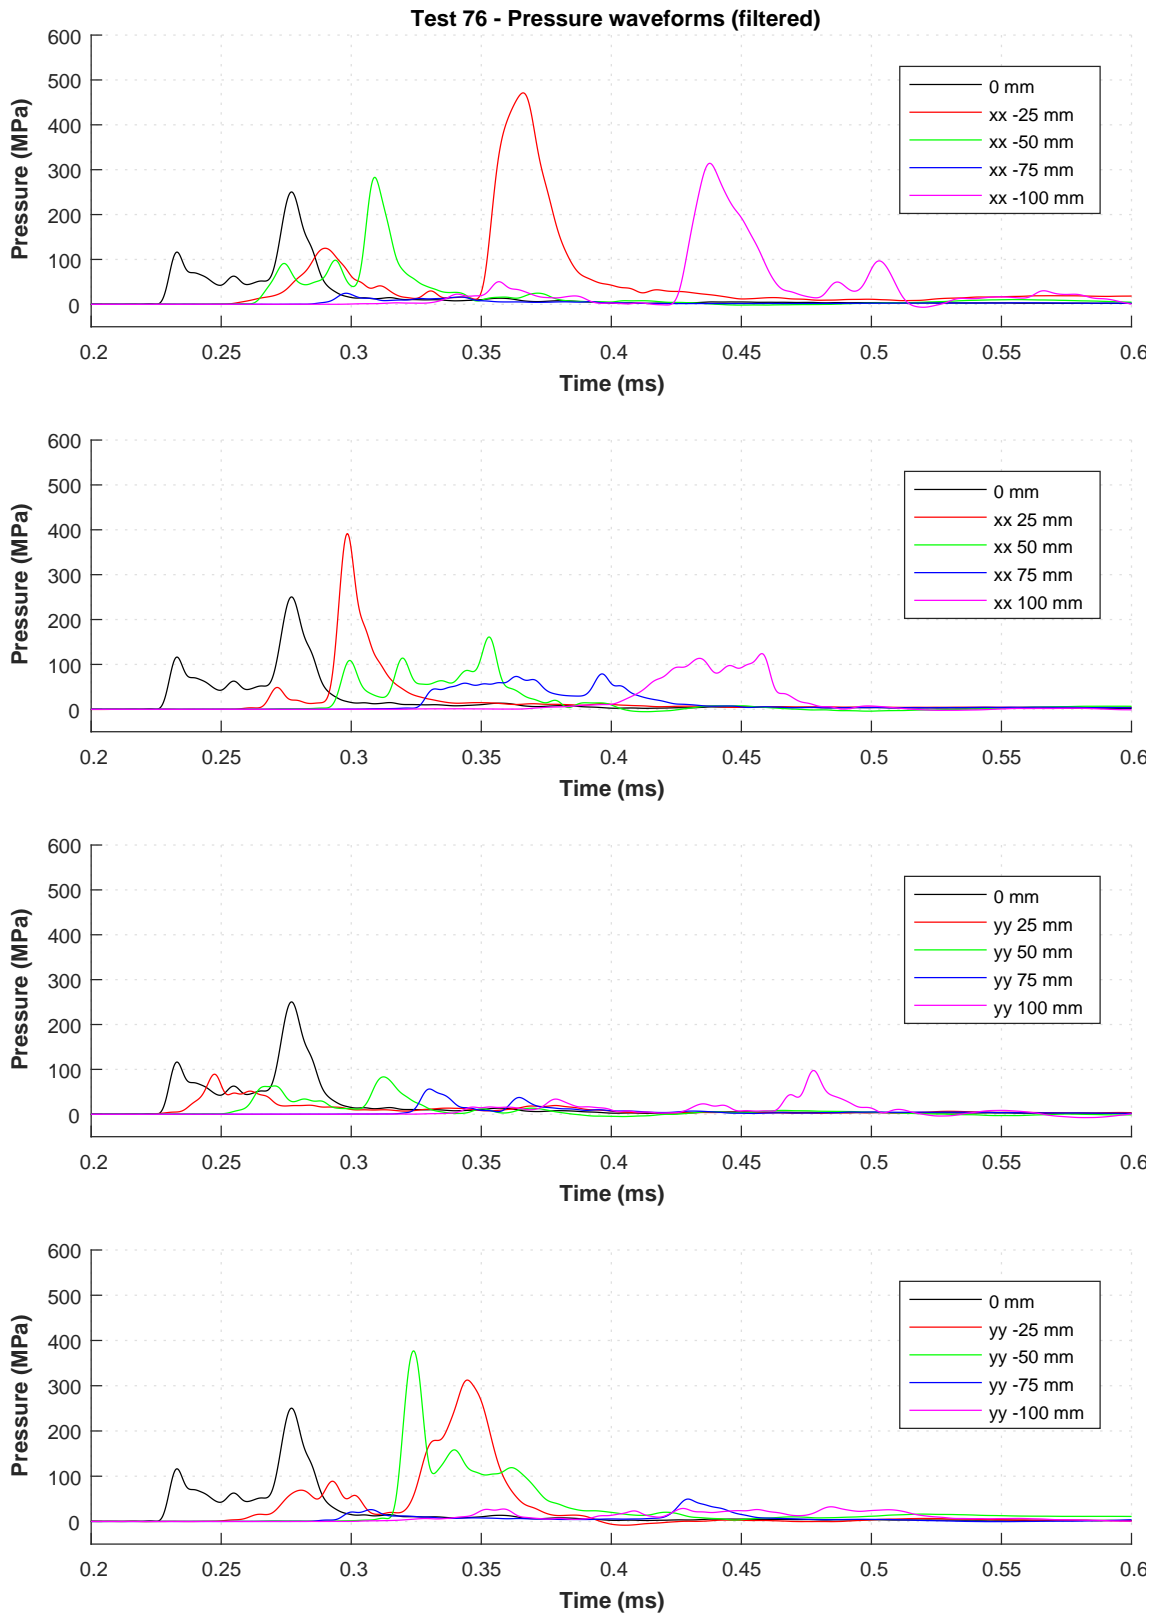 Test 76 - Pressure waveforms (filtered)
600
500
400
300
200
100
0
Pressure (MPa)
0 mm
xx -25 mm
xx -50 mm
xx -75 mm
xx -100 mm
0.2 0.25 0.3 0.35 0.4 0.45 0.5 0.55 0.6
Time (ms)
600
500
400
300
200
100
0
Pressure (MPa)
0 mm
xx 25 mm
xx 50 mm
xx 75 mm
xx 100 mm
0.2 0.25 0.3 0.35 0.4 0.45 0.5 0.55 0.6
Time (ms)
600
500
400
300
200
100
0
Pressure (MPa)
0 mm
yy 25 mm
yy 50 mm
yy 75 mm
yy 100 mm
0.2 0.25 0.3 0.35 0.4 0.45 0.5 0.55 0.6
Time (ms)
600
500
400
300
200
100
0
Pressure (MPa)
0 mm
yy -25 mm
yy -50 mm
yy -75 mm
yy -100 mm
0.2 0.25 0.3 0.35 0.4 0.45 0.5 0.55 0.6
Time (ms)